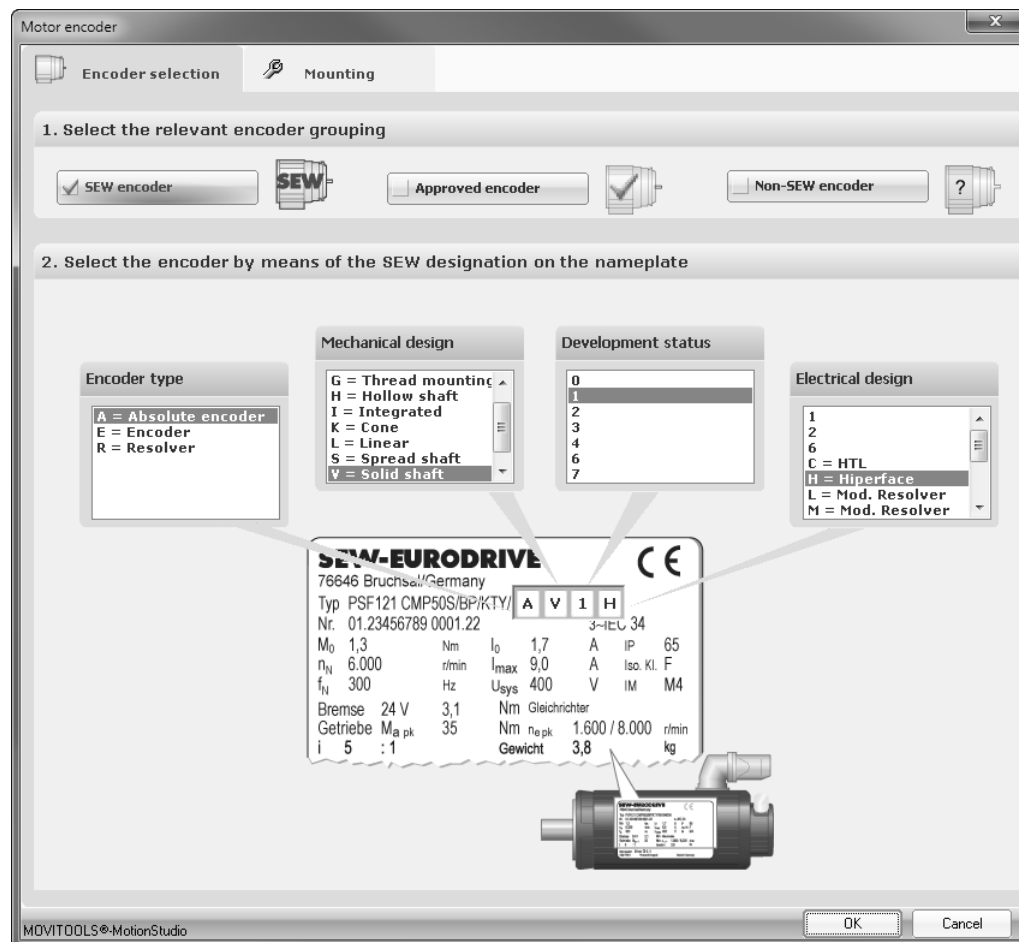 Motor encoder
Encoder selection
Mounting
1. Select the relevant encoder grouping
SEW encoder
SEW
Approved encoder
Non-SEW encoder
?
2. Select the encoder by means of the SEW designation on the nameplate
Encoder type
A = Absolute encoder
E = Encoder
R = Resolver
Mechanical design
G = Thread mounting
H = Hollow shaft
I = Integrated
K = Cone
L = Linear
S = Spread shaft
V = Solid shaft
Development status
0
1
2
3
4
6
7
Electrical design
1
2
6
C = HTL
H = Hiperface
L = Mod. Resolver
M = Mod. Resolver
SEW-EURODRIVE CE
76646 Bruchsal/Germany
Typ PSF121 CMP50S/BP/KTY/ A V 1 H
Nr. 01.23456789 0001.22 3~IEC 34
M0 1,3 Nm I0 1,7 A IP 65
nN 6.000 r/min Imax 9,0 A Iso. Kl. F
fN 300 Hz Usys 400 V IM M4
Bremse 24 V 3,1 Nm Gleichrichter
Getriebe Ma pk 35 Nm ne pk 1.600 / 8.000 r/min
i 5 : 1 Gewicht 3,8 kg
SEW-EURODRIVE CE
MOVITOOLS®-MotionStudio
OK
Cancel